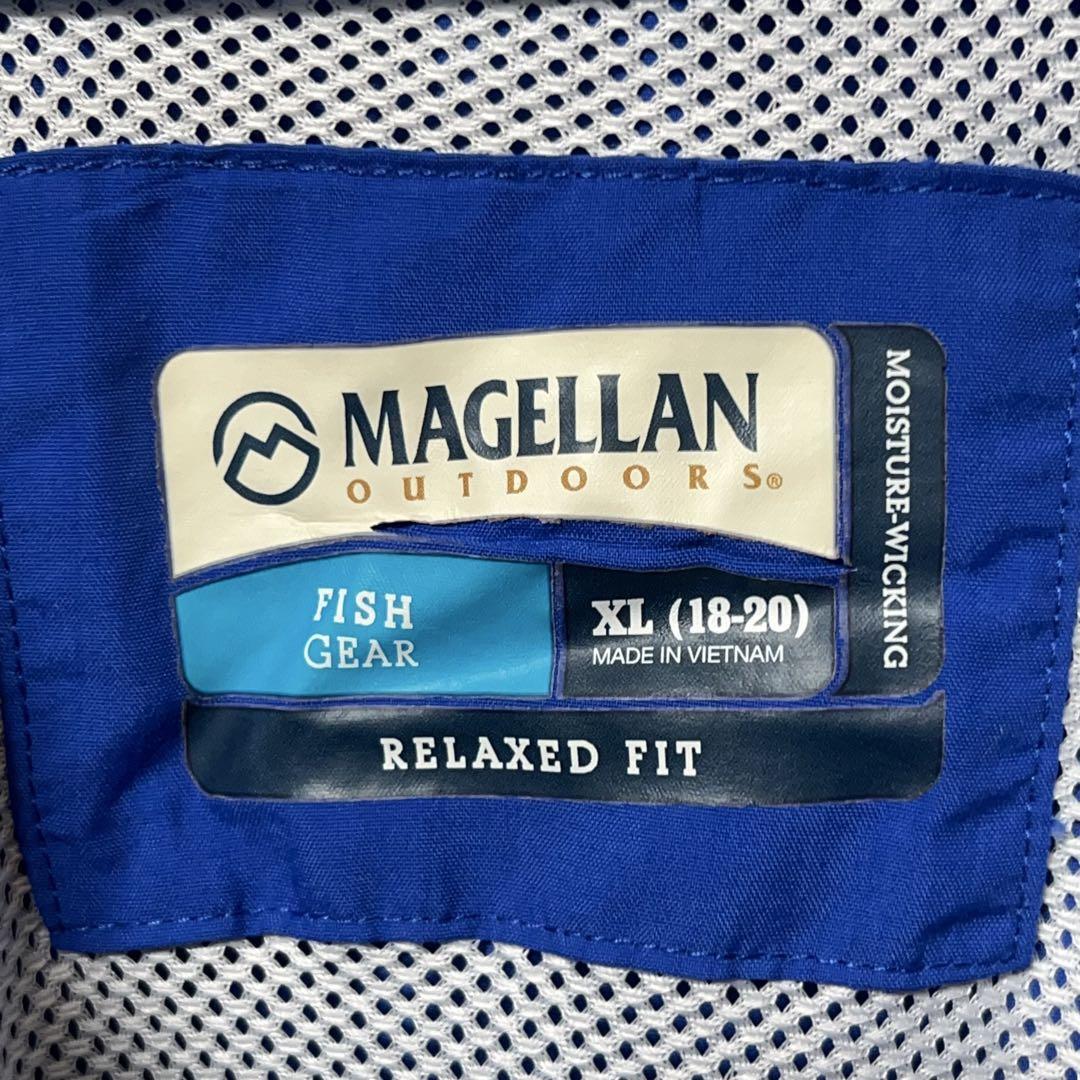 MAGELLAN
OUTDOORS®
FISH
GEAR
XL (18-20)
MADE IN VIETNAM
MOISTURE-WICKING
RELAXED FIT